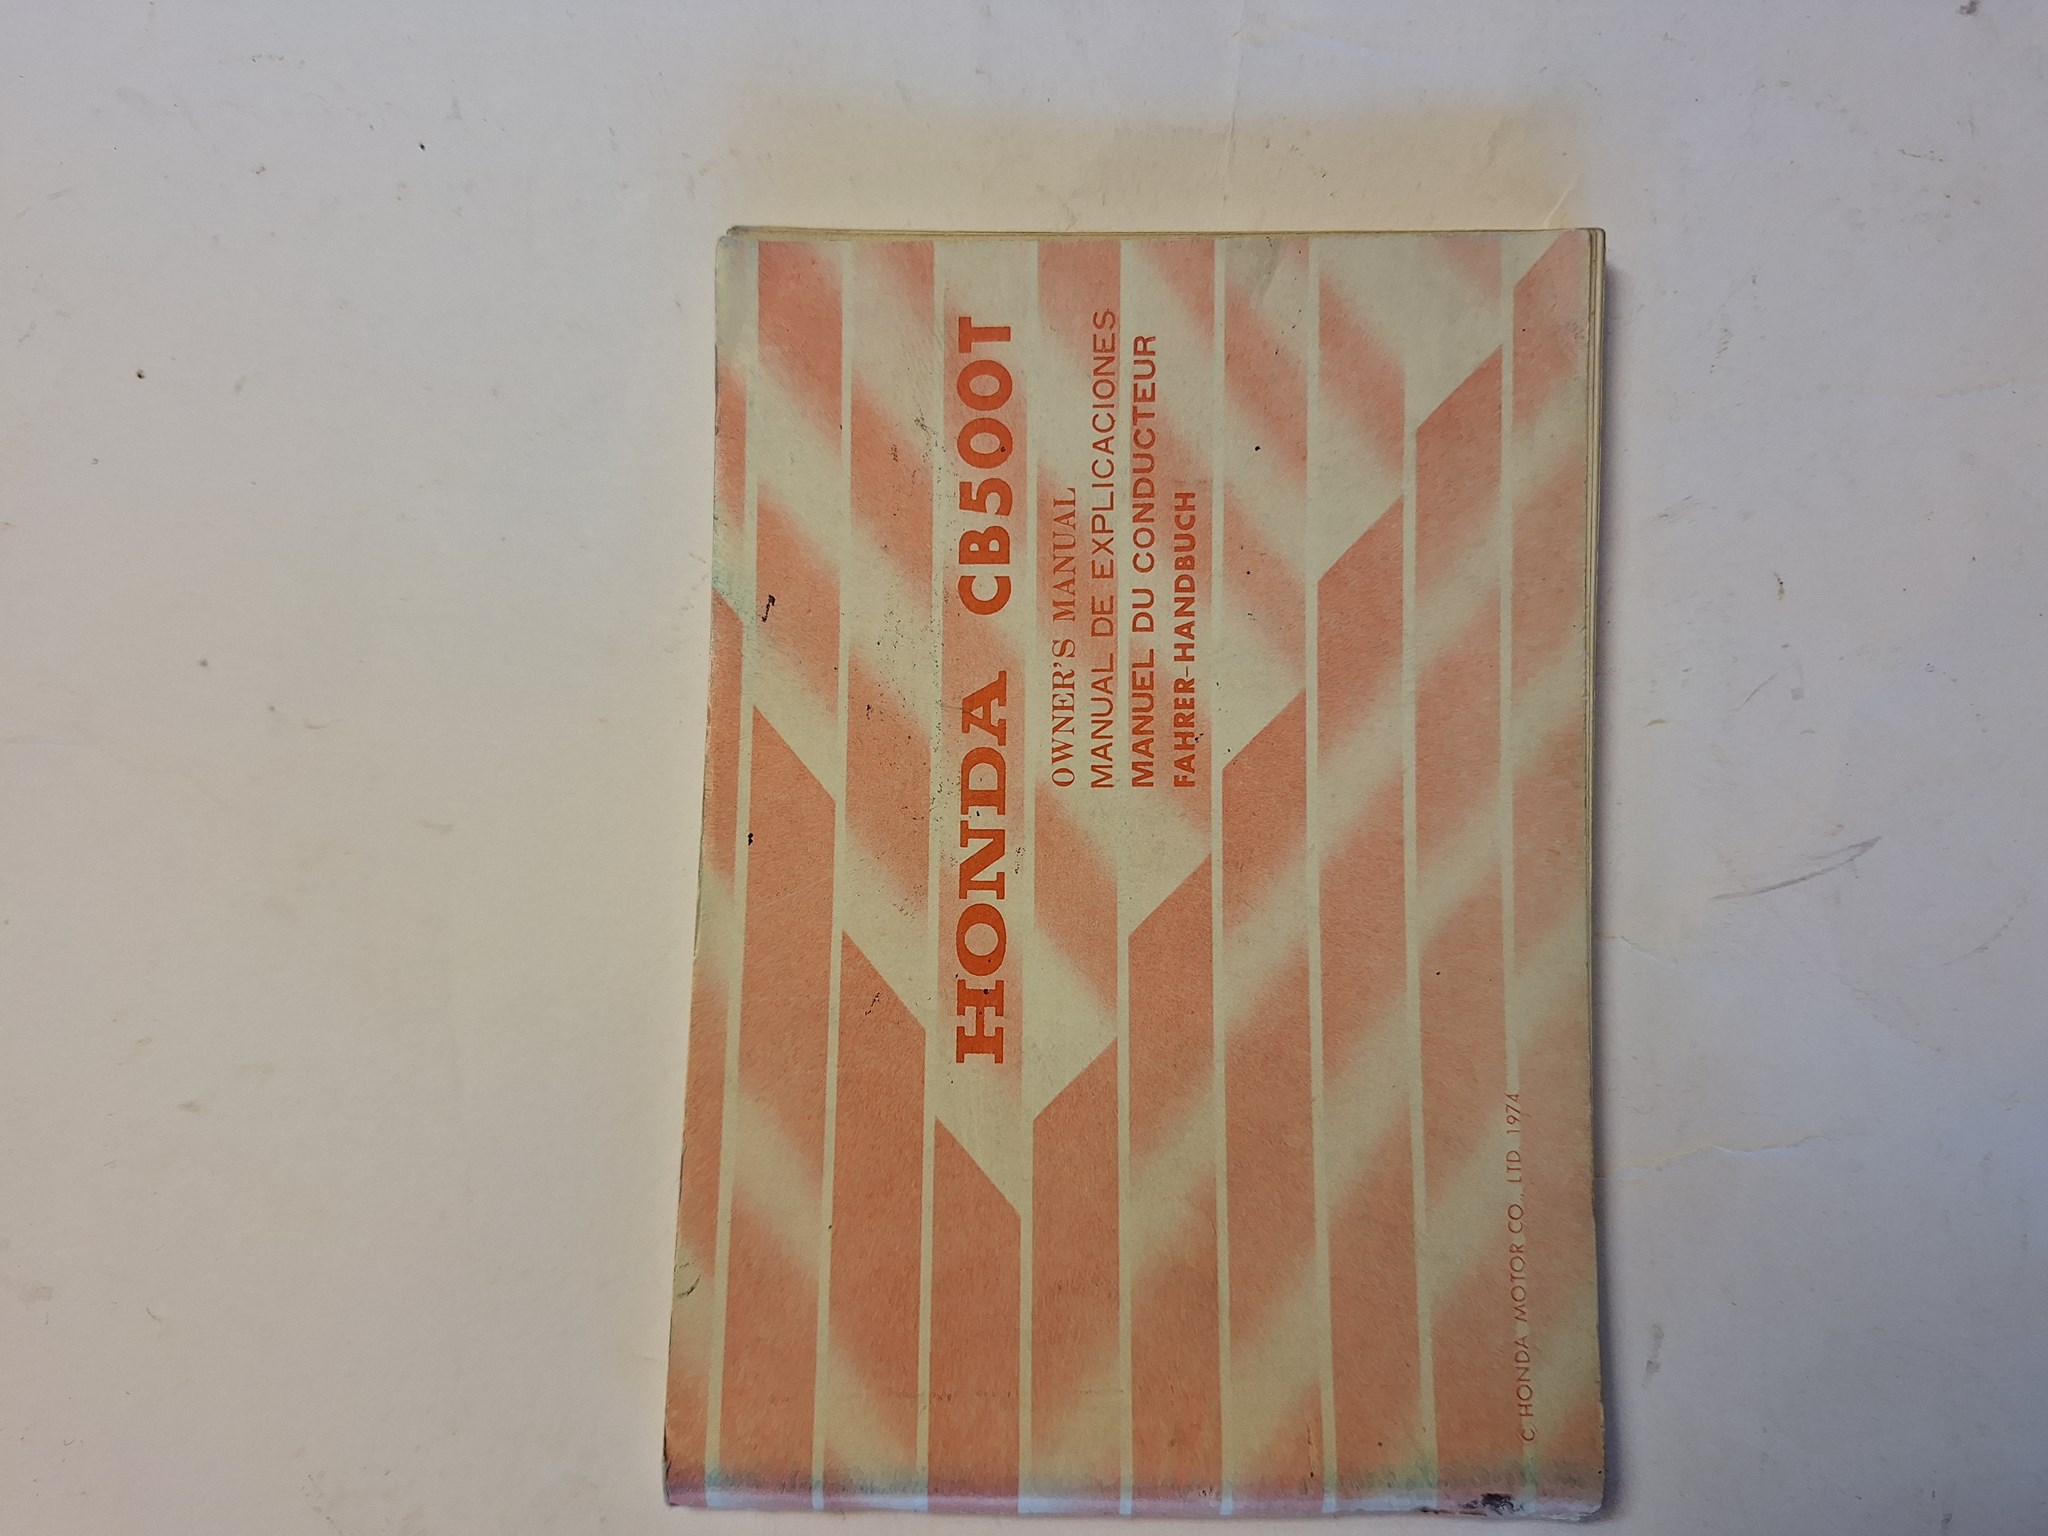 HONDA CB500T
OWNER'S MANUAL
MANUAL DE EXPLICACIONES
MANUEL DU CONDUCTEUR
FAHRER-HANDBUCH
C HONDA MOTOR CO., LTD. 1974